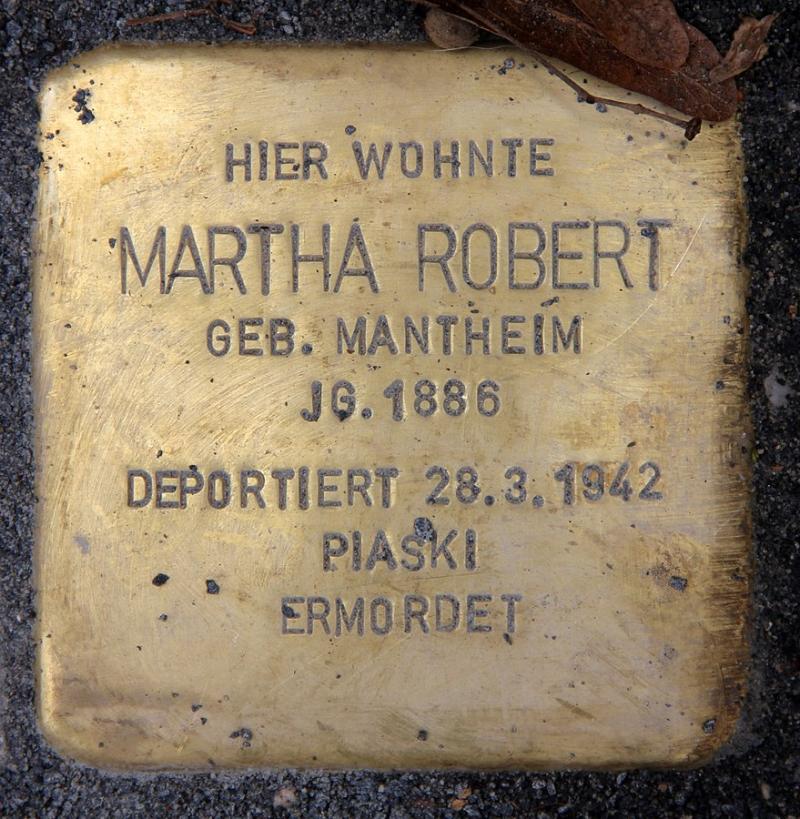 HIER WOHNTE
MARTHA ROBERT
GEB. MANTHEIM
JG. 1886
DEPORTIERT 28.3.1942
PIASKI
ERMORDET